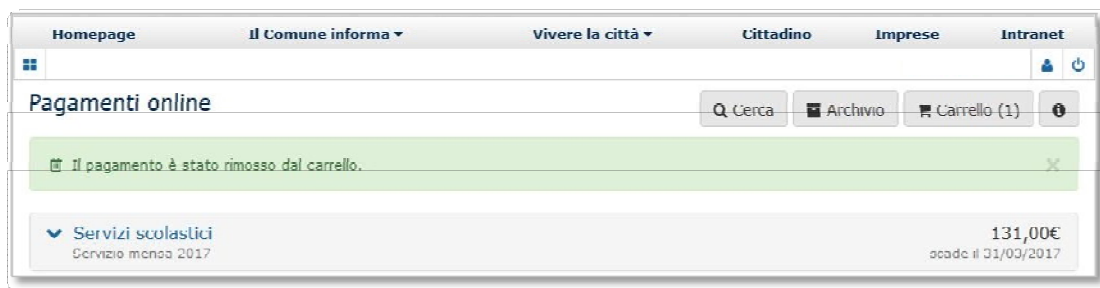 Homepage Il Comune informa Vivere la città Cittadino Imprese Intranet
Pagamenti online Cerca Archivio Carrello (1)
Il pagamento è stato rimosso dal carrello.
Servizi scolastici 131,00€
Servizio mensa 2017 scade il 31/03/2017